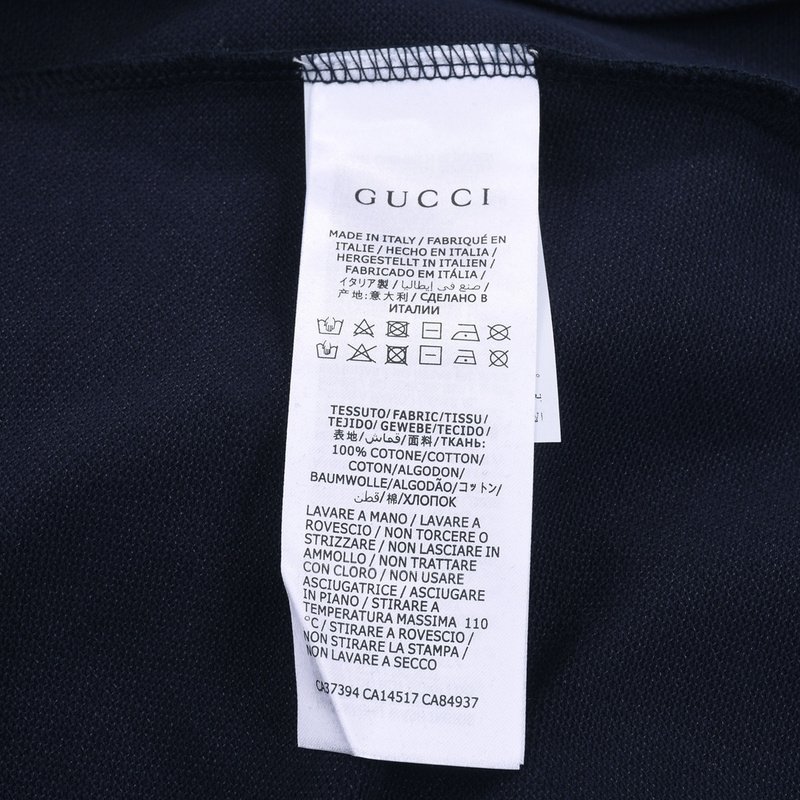 GUCCI
MADE IN ITALY / FABRIQUÉ EN
ITALIE / HECHO EN ITALIA /
HERGESTELLT IN ITALIEN /
FABRICADO EM ITÁLIA /
イタリア製 / صنع في إيطاليا /
产地:意大利 / СДЕЛАНО В
ИТАЛИИ
TESSUTO/FABRIC/TISSU/
TEJIDO/GEWEBE/TECIDO/
表地/قماش/面料/ТКАНЬ:
100% COTONE/COTTON/
COTON/ALGODON/
BAUMWOLLE/ALGODÃO/コットン/
قطن/棉/ХЛОПОК
LAVARE A MANO / LAVARE A
ROVESCIO / NON TORCERE O
STRIZZARE / NON LASCIARE IN
AMMOLLO / NON TRATTARE
CON CLORO / NON USARE
ASCIUGATRICE / ASCIUGARE
IN PIANO / STIRARE A
TEMPERATURA MASSIMA 110
°C / STIRARE A ROVESCIO /
NON STIRARE LA STAMPA /
NON LAVARE A SECCO
CA37394 CA14517 CA84937